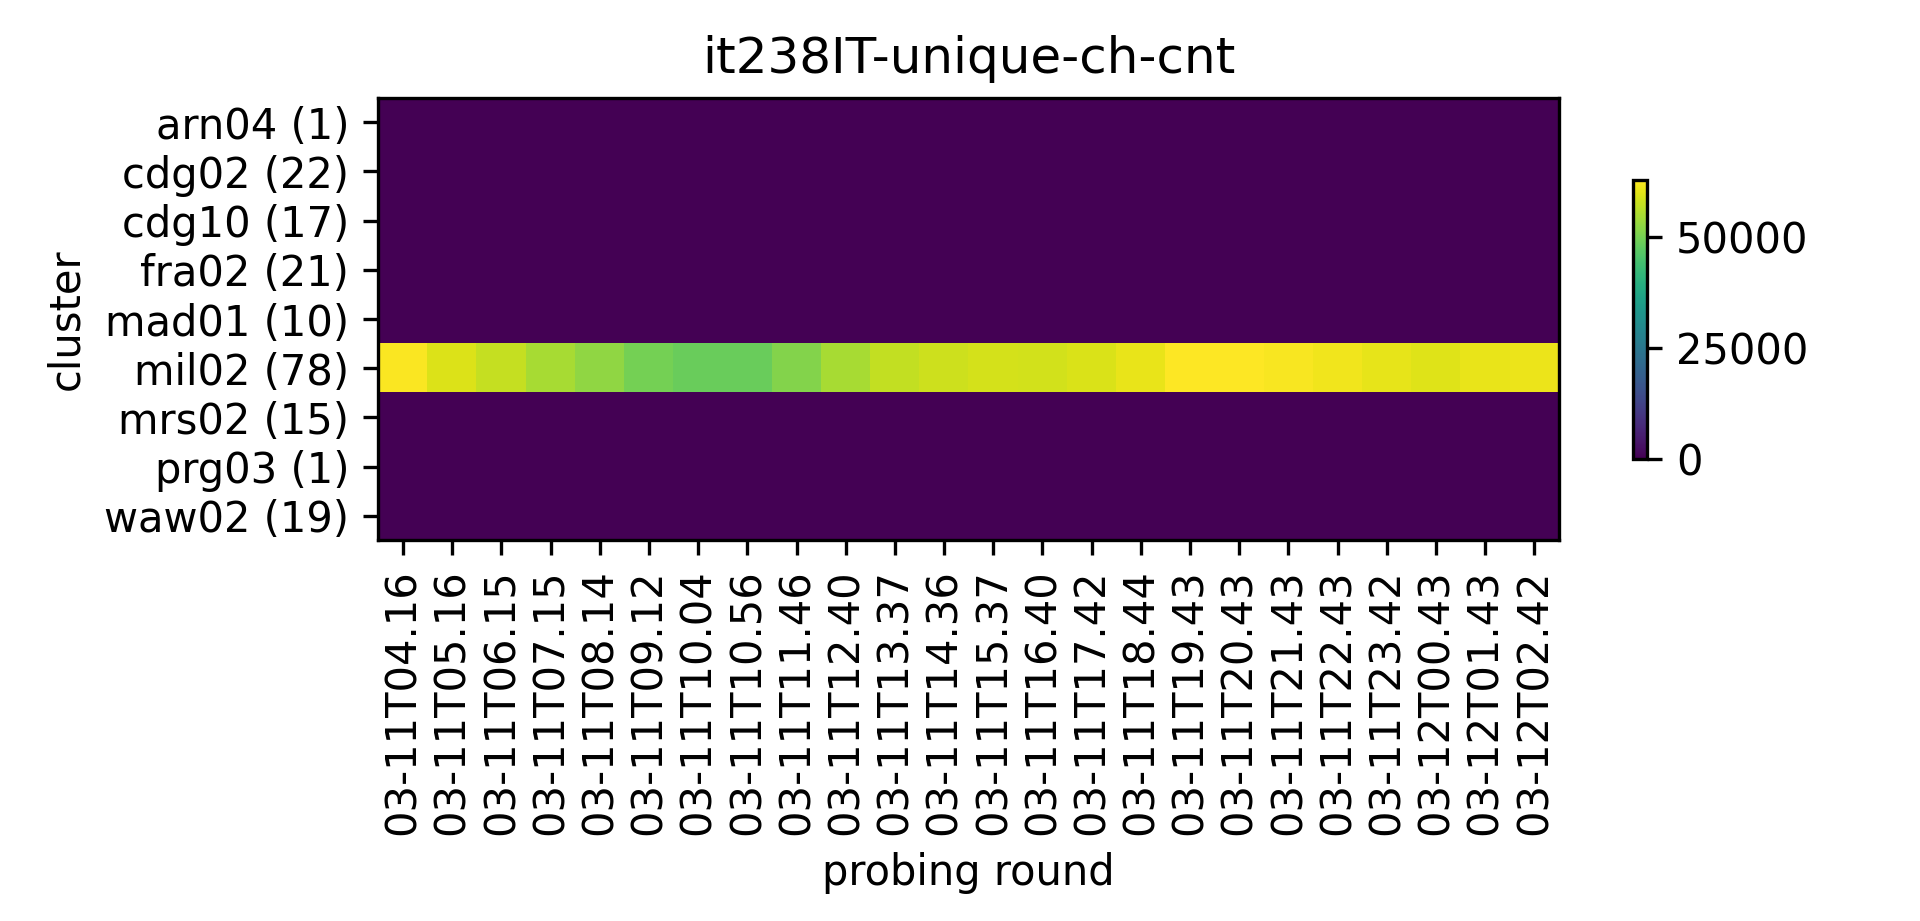 it238IT-unique-ch-cnt
cluster
arn04 (1)
cdg02 (22)
cdg10 (17)
fra02 (21)
mad01 (10)
mil02 (78)
mrs02 (15)
prg03 (1)
waw02 (19)
50000
25000
0
03-11T04.16
03-11T05.16
03-11T06.15
03-11T07.15
03-11T08.14
03-11T09.12
03-11T10.04
03-11T10.56
03-11T11.46
03-11T12.40
03-11T13.37
03-11T14.36
03-11T15.37
03-11T16.40
03-11T17.42
03-11T18.44
03-11T19.43
03-11T20.43
03-11T21.43
03-11T22.43
03-11T23.42
03-12T00.43
03-12T01.43
03-12T02.42
probing round